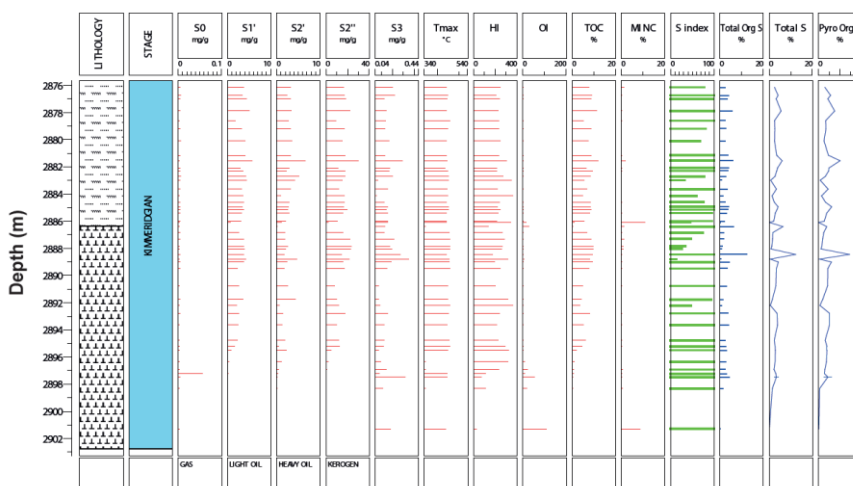 LITHOLOGY STAGE S0 S1' S2' S2'' S3 Tmax HI OI TOC MINC S index Total Org S Total S Pyro Org
mg/g mg/g mg/g mg/g mg/g °C % % % %
0 0.1 0 10 0 10 0 40 0.04 0.44 340 540 0 400 0 200 0 20 0 20 0 100 0 20 0 20 0
2876
2878
2880
2882
2884
2886
2888
2890
2892
2894
2896
2898
2900
2902
Depth (m)
KIMMERIDGIAN
GAS LIGHT OIL HEAVY OIL KEROGEN